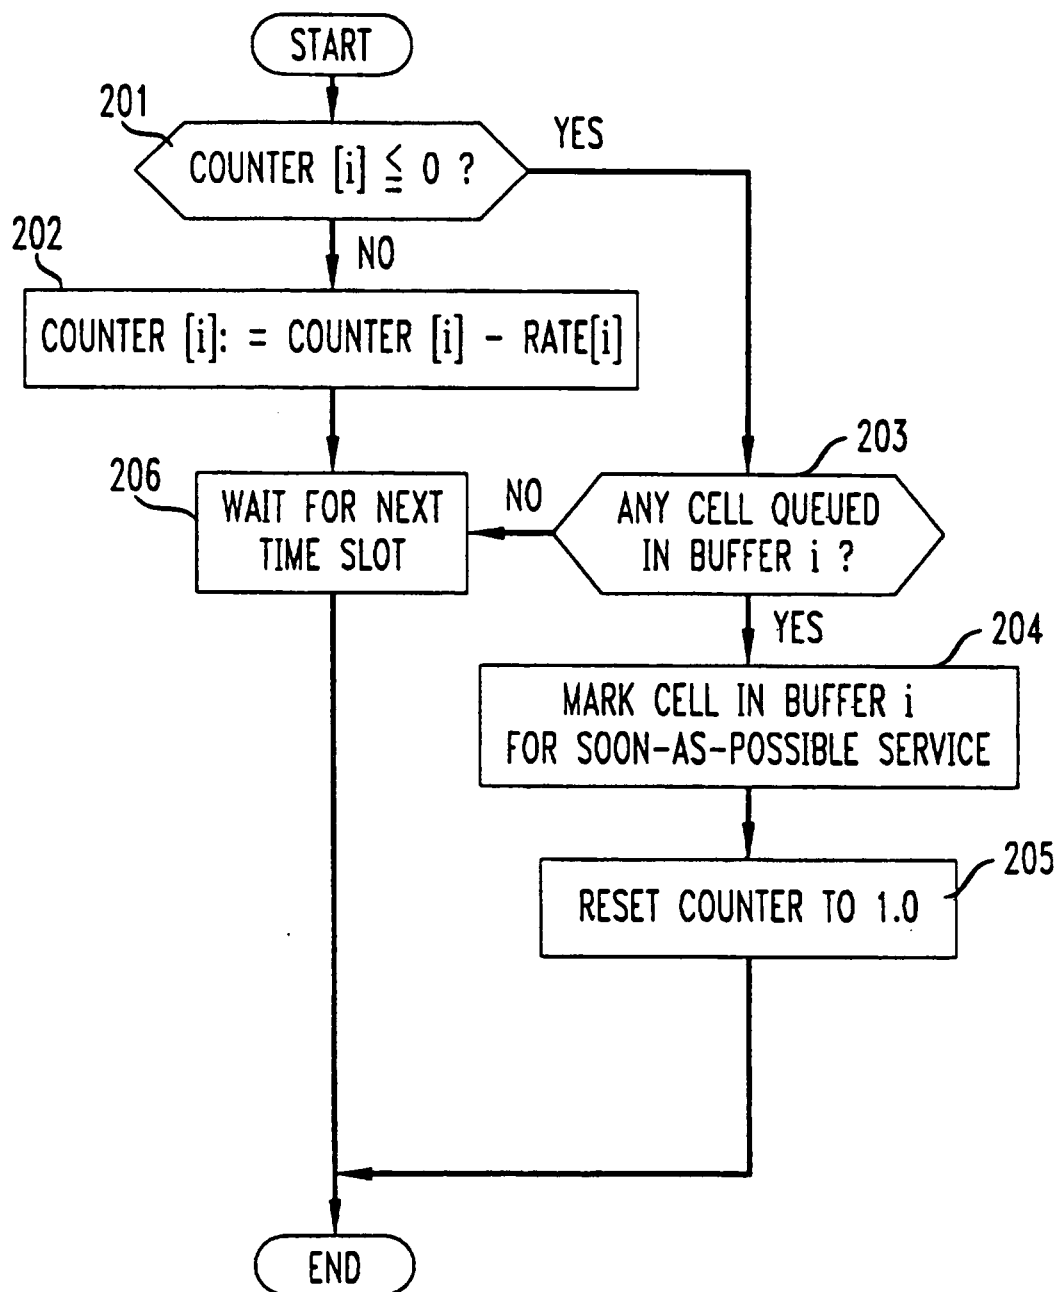 START
201
YES
COUNTER [i] ≦ 0 ?
202
NO
COUNTER [i]: = COUNTER [i] - RATE[i]
203
206
NO
WAIT FOR NEXT
TIME SLOT
ANY CELL QUEUED
IN BUFFER i ?
YES
204
MARK CELL IN BUFFER i
FOR SOON-AS-POSSIBLE SERVICE
205
RESET COUNTER TO 1.0
END